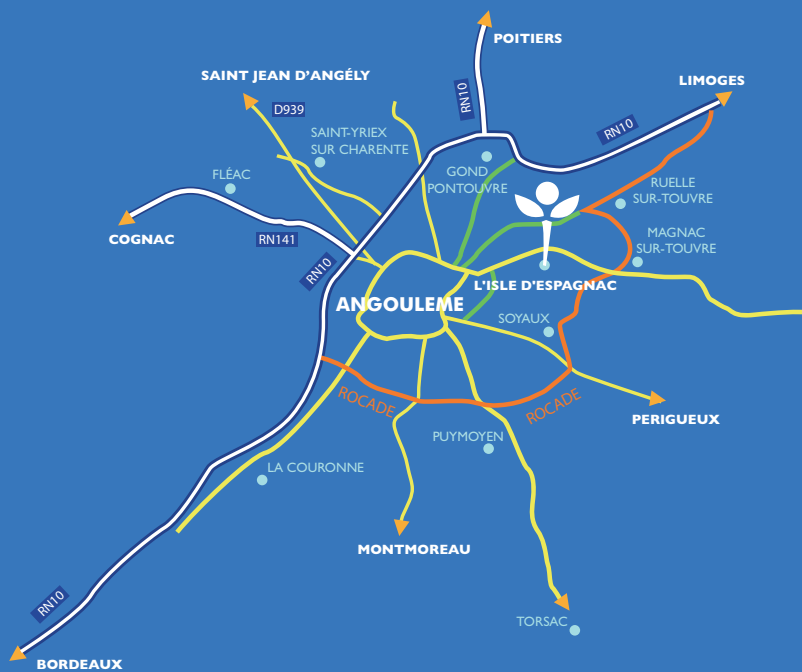 POITIERS
SAINT JEAN D'ANGÉLY
LIMOGES
RN10
D939
RN10
SAINT-YRIEX
SUR CHARENTE
FLÉAC
GOND
PONTOUVRE
RUELLE
SUR-TOUVRE
COGNAC
RN141
MAGNAC
SUR-TOUVRE
RN10
L'ISLE D'ESPAGNAC
ANGOULEME
SOYAUX
ROCADE
ROCADE
PERIGUEUX
PUYMOYEN
LA COURONNE
MONTMOREAU
RN10
TORSAC
BORDEAUX